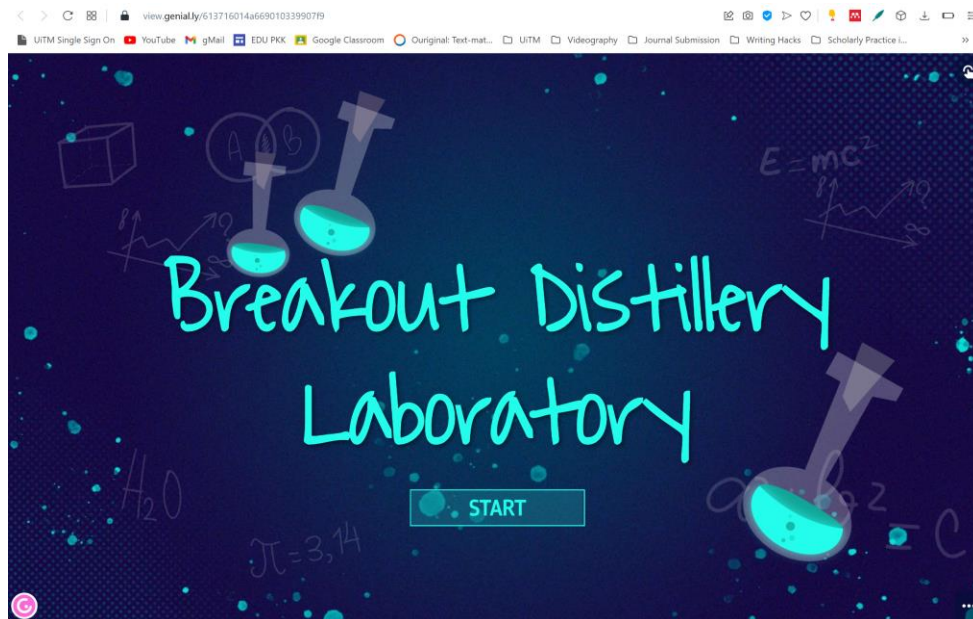 view.genial.ly/613716014a669010339907f9
UiTM Single Sign On YouTube gMail EDU PKK Google Classroom Ouriginal: Text-mat... UiTM Videography Journal Submission Writing Hacks Scholarly Practice i... »
A B
E=mc²
Breakout Distillery
Laboratory
START
H₂O
π=3,14